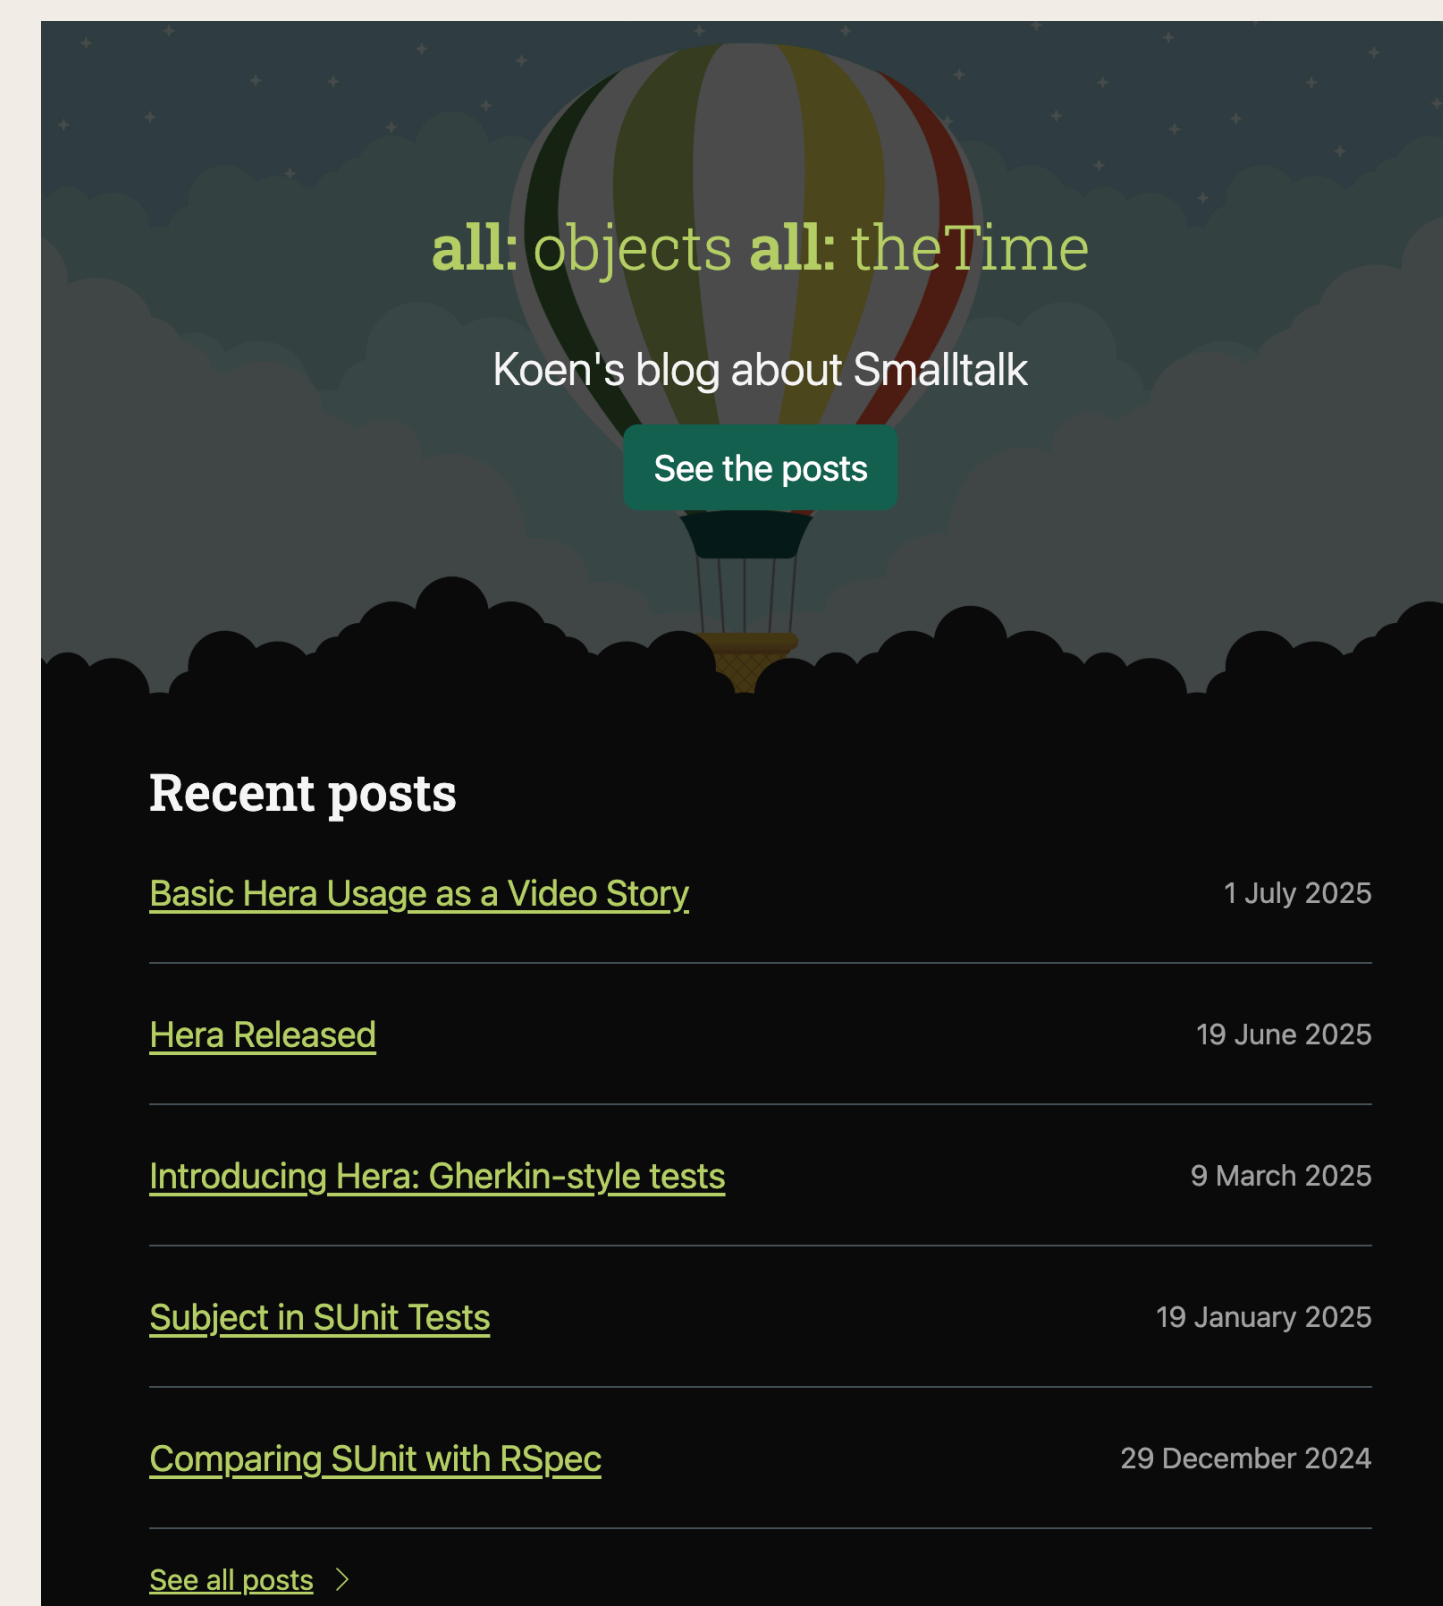 all: objects all: theTime
Koen's blog about Smalltalk
See the posts
Recent posts
Basic Hera Usage as a Video Story 1 July 2025
Hera Released 19 June 2025
Introducing Hera: Gherkin-style tests 9 March 2025
Subject in SUnit Tests 19 January 2025
Comparing SUnit with RSpec 29 December 2024
See all posts